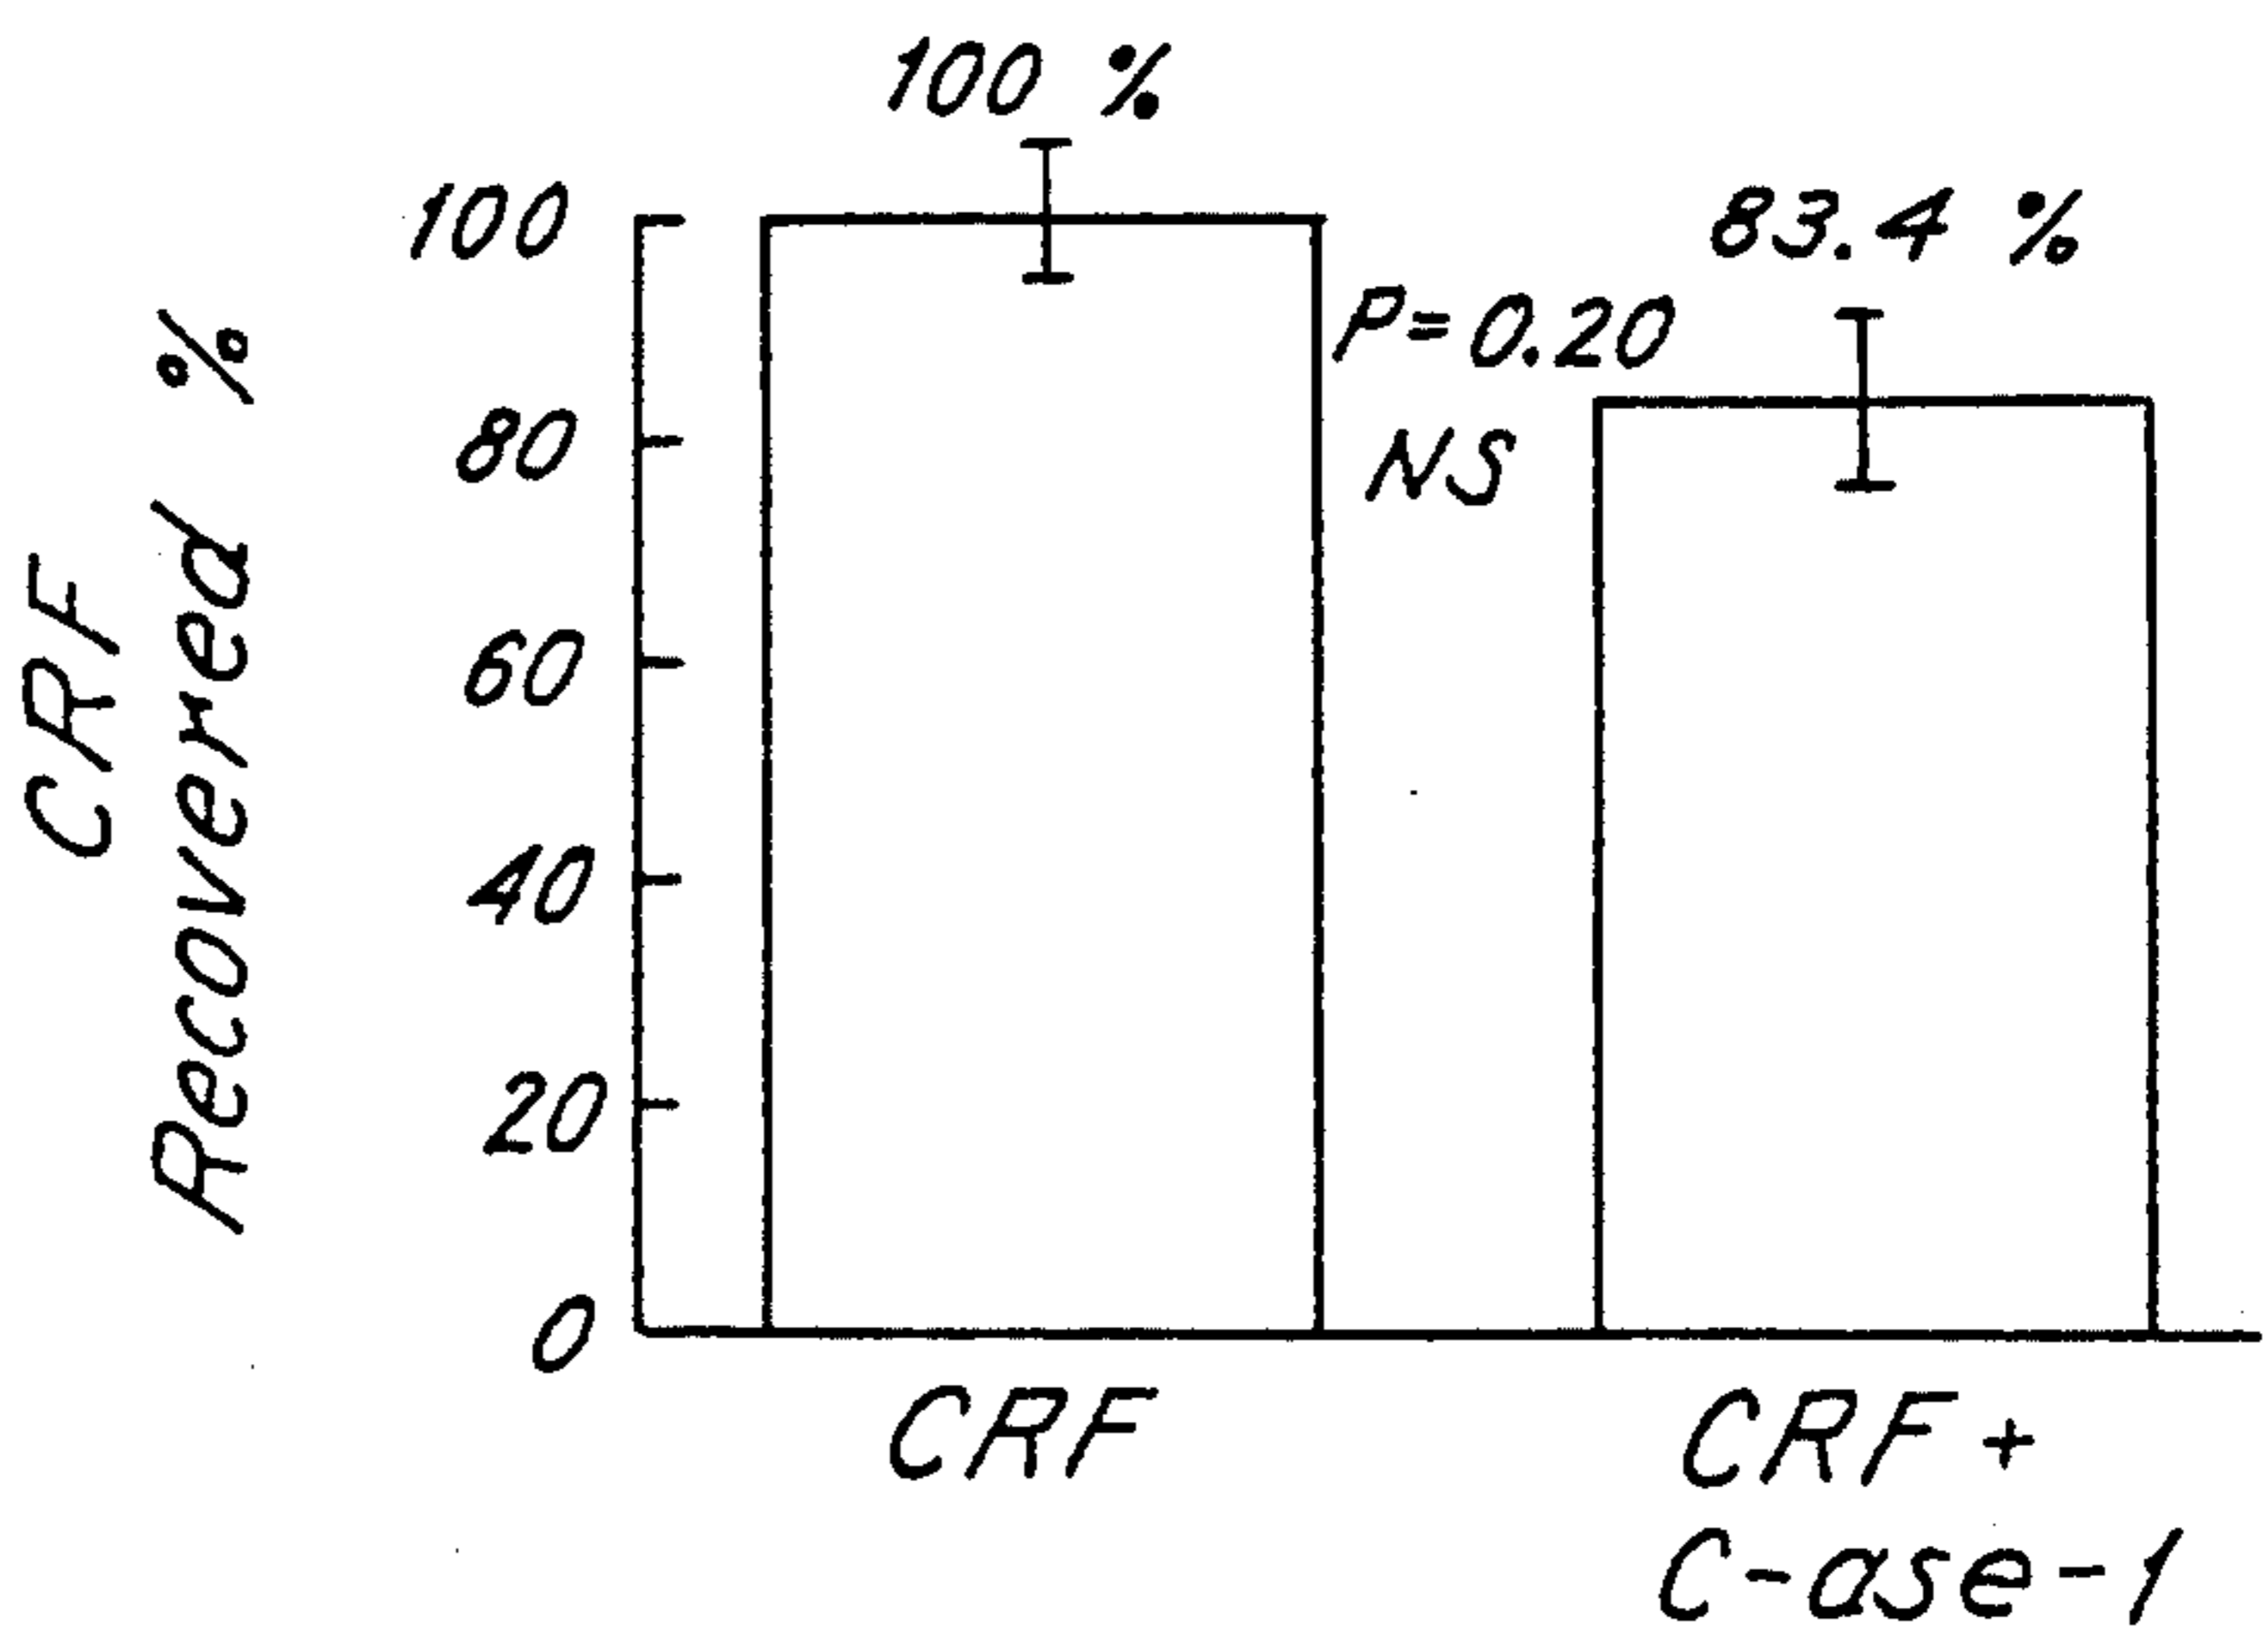 100 %
100
83.4 %
P=0.20
NS
80
60
40
20
0
CRF
Recovered %
CRF
CRF +
C-ase-1